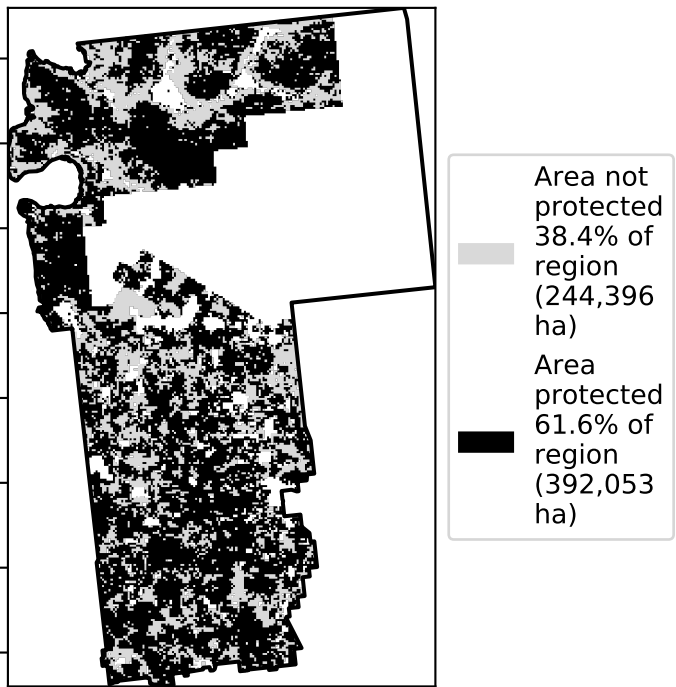 Area not
protected
38.4% of
region
(244,396
ha)
Area
protected
61.6% of
region
(392,053
ha)